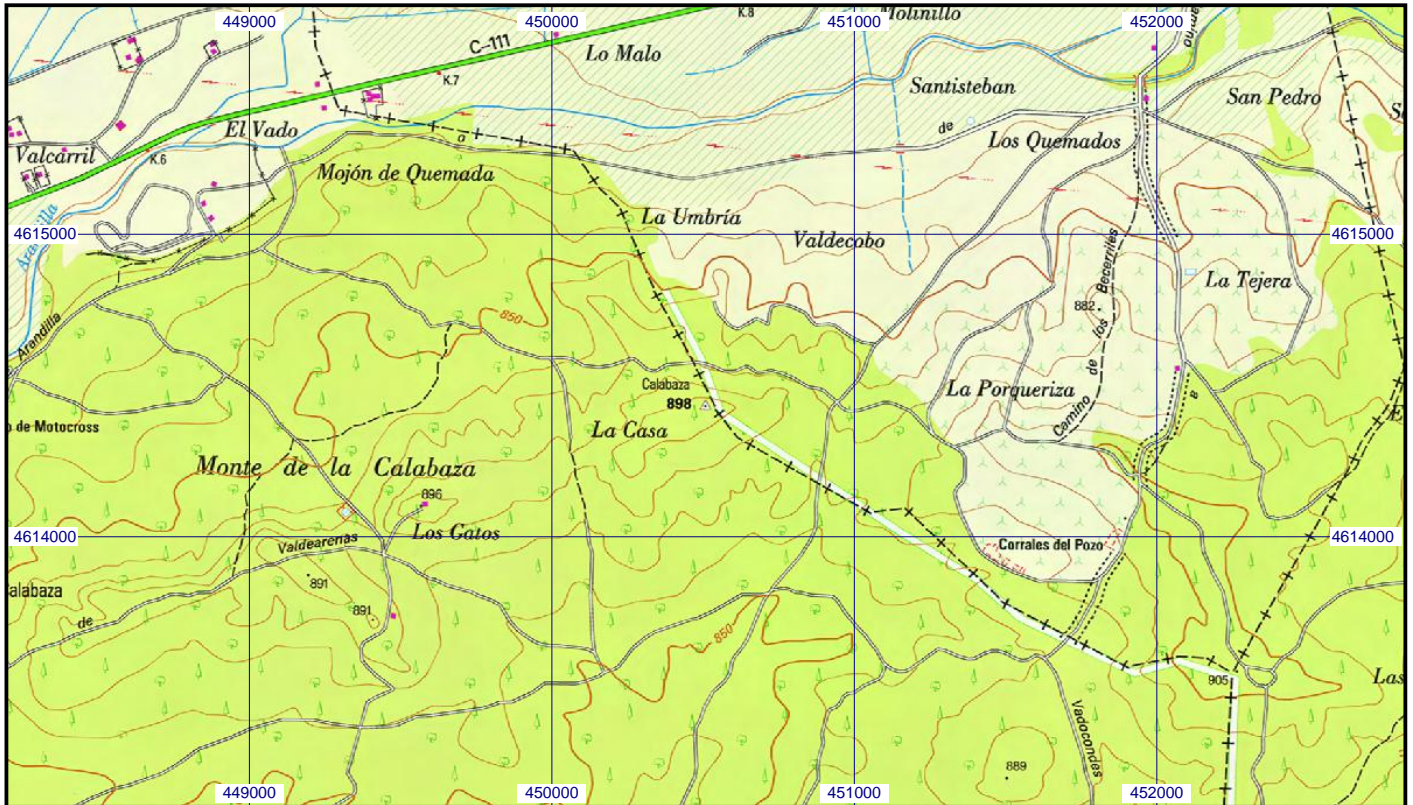 449000
450000
451000
452000
K.8
Molinillo
C-111
Lo Malo
K.7
Santisteban
San Pedro
de
El Vado
Los Quemados
Valcarril
K.6
Mojón de Quemada
La Umbría
Valdecobo
4615000
4615000
Becerriles
La Tejera
882
los
850
Arandilla
de
Calabaza
898
La Porqueriza
Camino
a
La Casa
o de Motocross
Monte de la Calabaza
896
Los Gatos
4614000
4614000
Valdearenas
Corrales del Pozo
891
alabaza
891
de
850
905
Las
Vadocondes
889
449000
450000
451000
452000